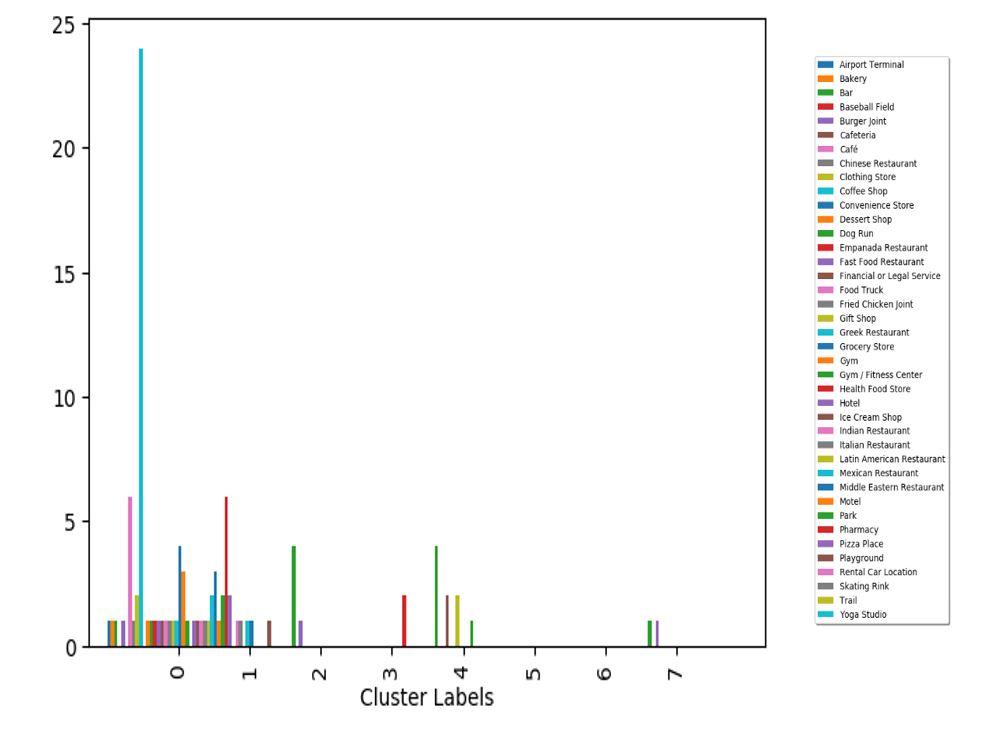 25
20
15
10
5
0
0
1
2
3
4
5
6
7
Cluster Labels
Airport Terminal
Bakery
Bar
Baseball Field
Burger Joint
Cafeteria
Café
Chinese Restaurant
Clothing Store
Coffee Shop
Convenience Store
Dessert Shop
Dog Run
Empanada Restaurant
Fast Food Restaurant
Financial or Legal Service
Food Truck
Fried Chicken Joint
Gift Shop
Greek Restaurant
Grocery Store
Gym
Gym / Fitness Center
Health Food Store
Hotel
Ice Cream Shop
Indian Restaurant
Italian Restaurant
Latin American Restaurant
Mexican Restaurant
Middle Eastern Restaurant
Motel
Park
Pharmacy
Pizza Place
Playground
Rental Car Location
Skating Rink
Trail
Yoga Studio